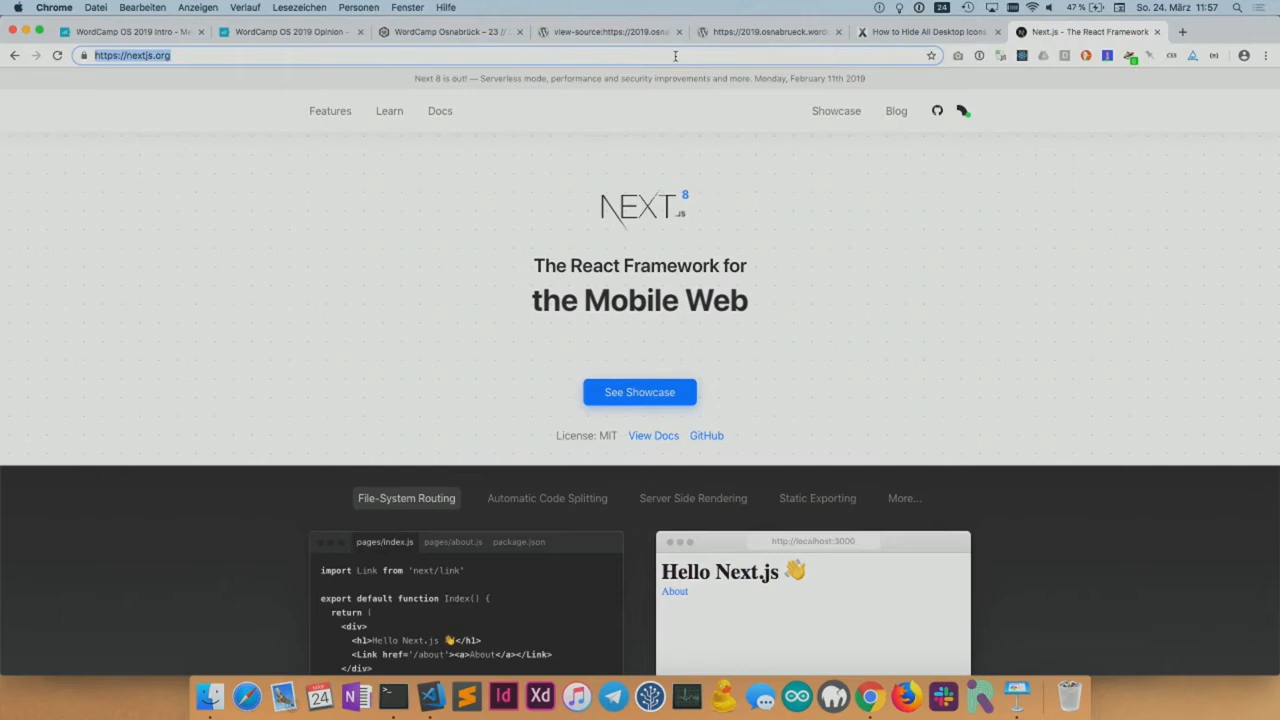 Chrome Datei Bearbeiten Anzeigen Verlauf Lesezeichen Personen Fenster Hilfe 24 47 % So. 24. März 11:57
WordCamp OS 2019 Intro - Me WordCamp OS 2019 Opinion - WordCamp Osnabrück – 23 // view-source:https://2019.osna https://2019.osnabrueck.word How to Hide All Desktop Icons Next.js - The React Framework
https://nextjs.org
Next 8 is out! — Serverless mode, performance and security improvements and more. Monday, February 11th 2019
Features Learn Docs Showcase Blog
NEXT.JS 8
The React Framework for
the Mobile Web
See Showcase
License: MIT View Docs GitHub
File-System Routing Automatic Code Splitting Server Side Rendering Static Exporting More...
pages/index.js pages/about.js package.json
http://localhost:3000
import Link from 'next/link'
export default function Index() {
return (
<div>
<h1>Hello Next.js 👋</h1>
<Link href='/about'><a>About</a></Link>
</div>
Hello Next.js 👋
About
24
Id Xd